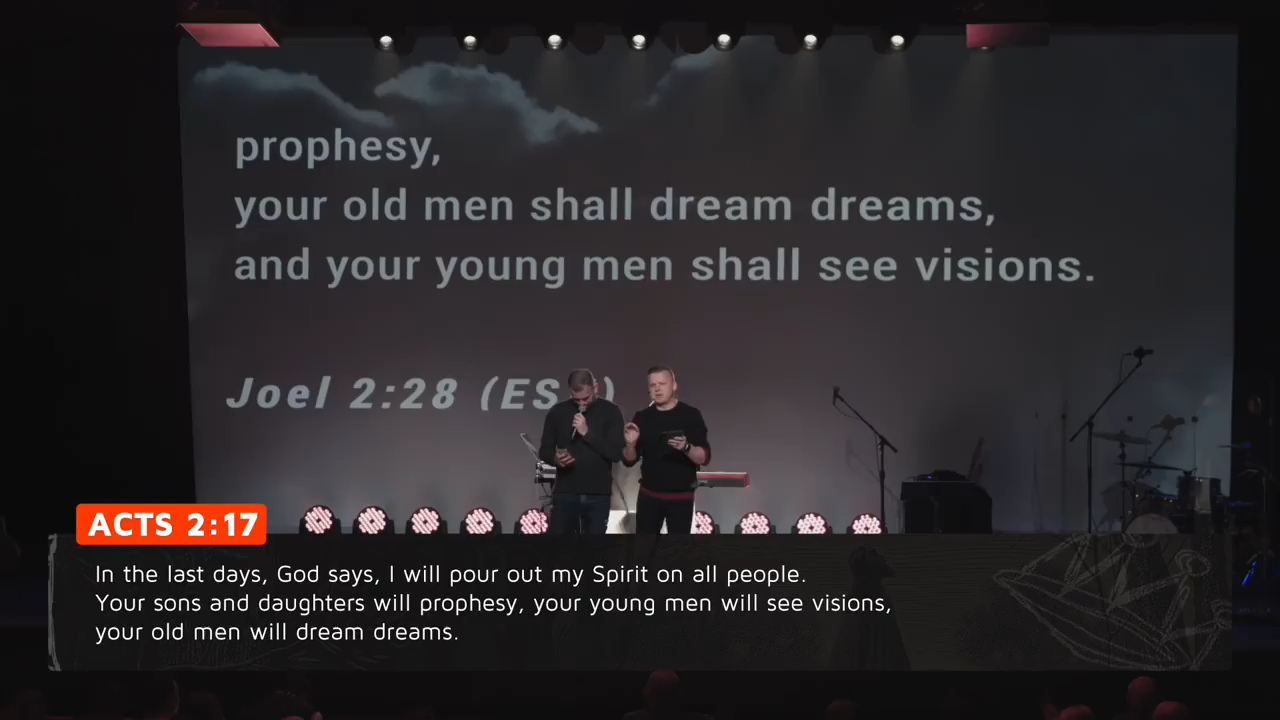 prophesy,
your old men shall dream dreams,
and your young men shall see visions.
Joel 2:28 (ES
ACTS 2:17
In the last days, God says, I will pour out my Spirit on all people.
Your sons and daughters will prophesy, your young men will see visions,
your old men will dream dreams.